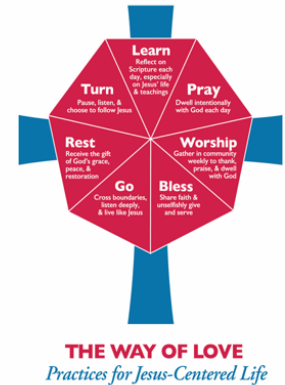 Learn
Reflect on
Scripture each
day, especially
on Jesus' life
& teachings
Pray
Dwell intentionally
with God each day
Worship
Gather in community
weekly to thank,
praise, & dwell
with God
Bless
Share faith &
unselfishly give
and serve
Go
Cross boundaries,
listen deeply,
& live like Jesus
Rest
Receive the gift
of God's grace,
peace, &
restoration
Turn
Pause, listen, &
choose to follow Jesus
THE WAY OF LOVE
Practices for Jesus-Centered Life